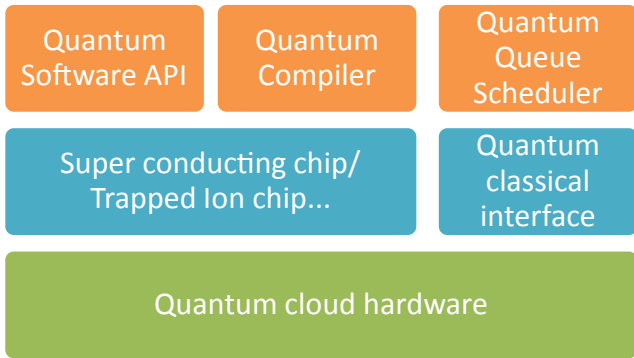 Quantum
Software API
Quantum
Compiler
Quantum
Queue
Scheduler
Super conducting chip/
Trapped Ion chip...
Quantum
classical
interface
Quantum cloud hardware